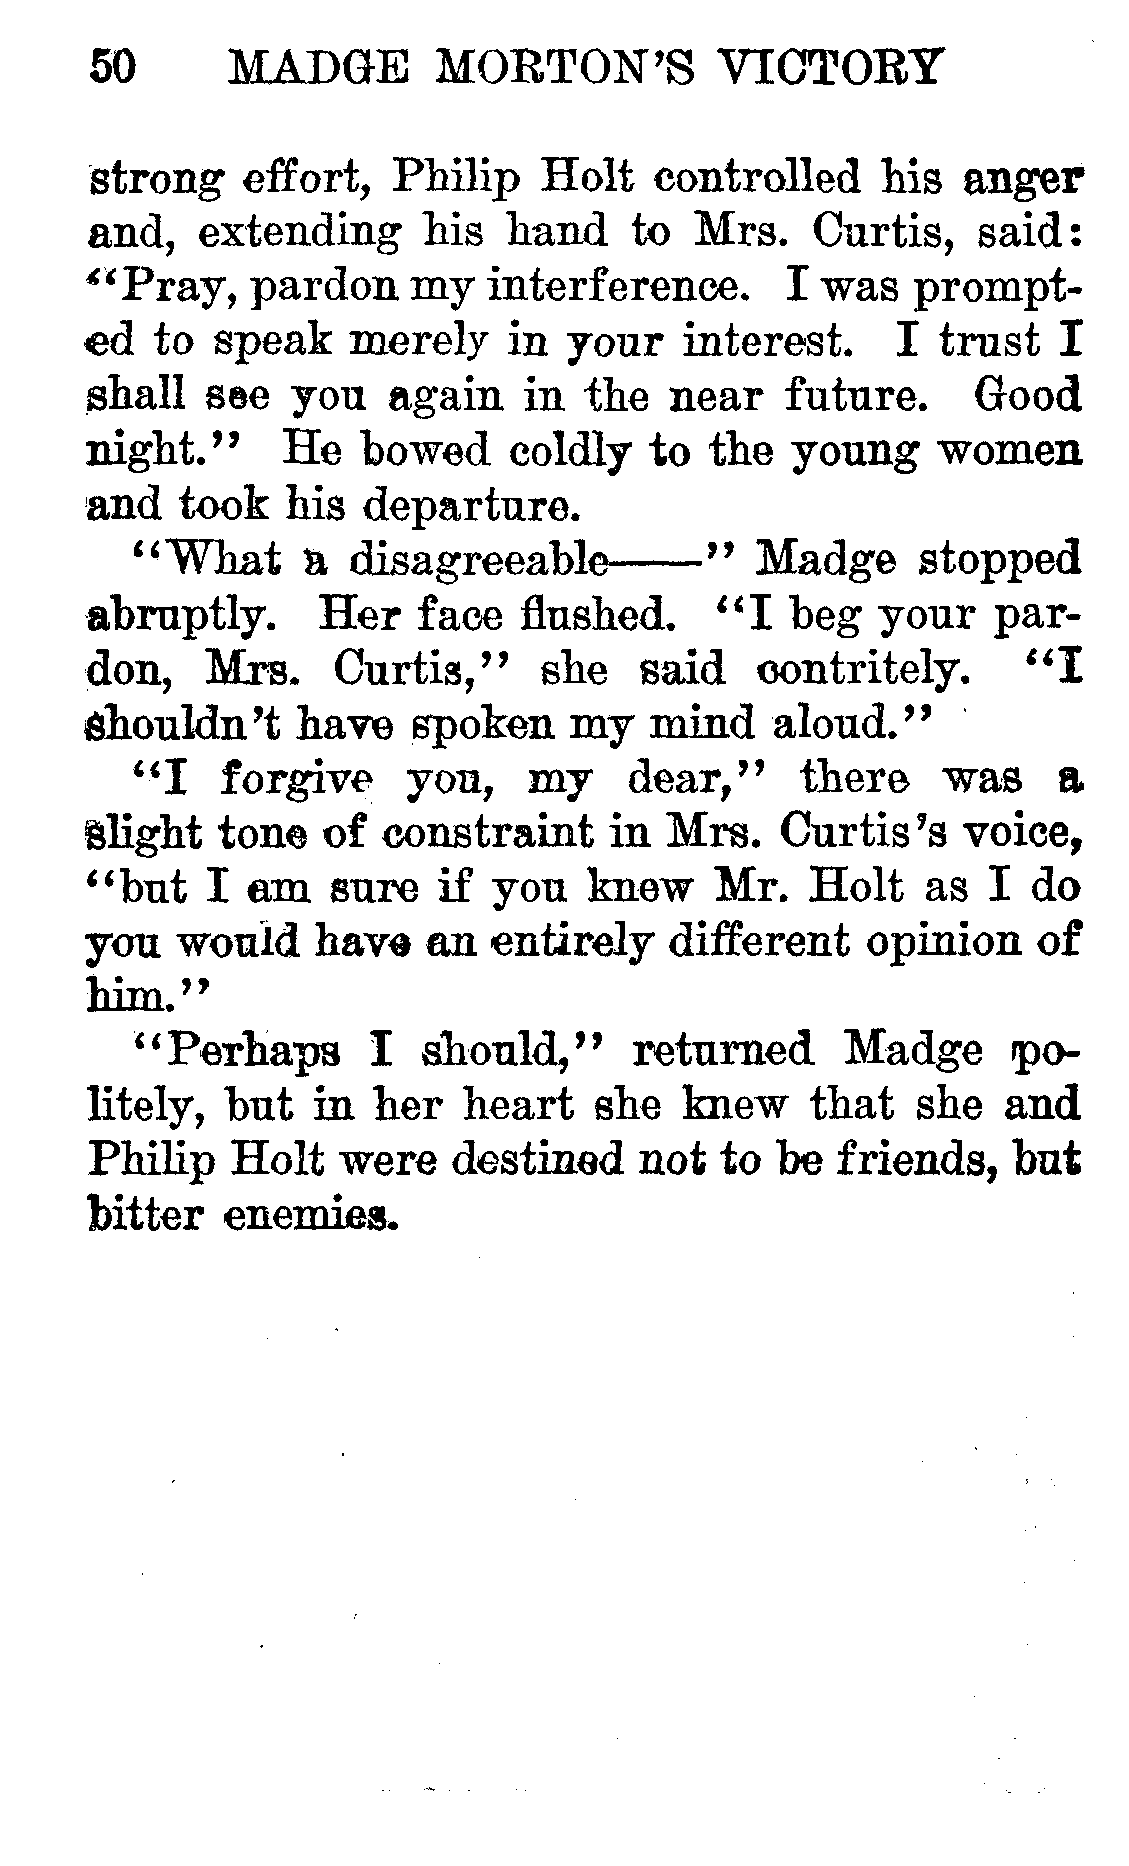 50 MADGE MORTON'S VICTORY
strong effort, Philip Holt controlled his anger
and, extending his hand to Mrs. Curtis, said:
"Pray, pardon my interference. I was prompt-
ed to speak merely in your interest. I trust I
shall see you again in the near future. Good
night." He bowed coldly to the young women
and took his departure.
"What a disagreeable——" Madge stopped
abruptly. Her face flushed. "I beg your par-
don, Mrs. Curtis," she said contritely. "I
shouldn't have spoken my mind aloud."
"I forgive you, my dear," there was a
slight tone of constraint in Mrs. Curtis's voice,
"but I am sure if you knew Mr. Holt as I do
you would have an entirely different opinion of
him."
"Perhaps I should," returned Madge po-
litely, but in her heart she knew that she and
Philip Holt were destined not to be friends, but
bitter enemies.